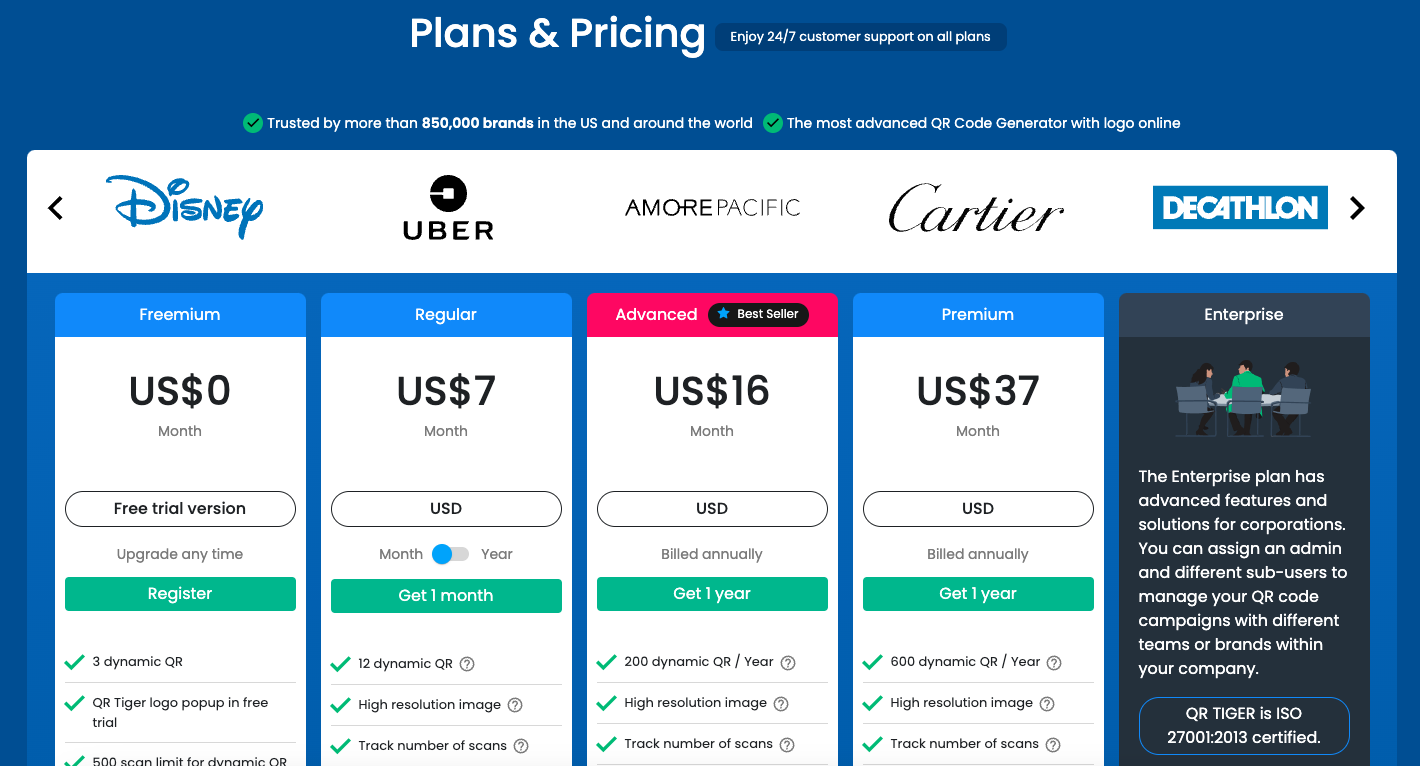 Plans & Pricing
Enjoy 24/7 customer support on all plans
Trusted by more than 850,000 brands in the US and around the world
The most advanced QR Code Generator with logo online
Disney
UBER
AMOREPACIFIC
Cartier
DECATHLON
Freemium
US$0
Month
Free trial version
Upgrade any time
Register
3 dynamic QR
QR Tiger logo popup in free
trial
500 scan limit for dynamic QR
Regular
US$7
Month
USD
Month
Year
Get 1 month
12 dynamic QR
High resolution image
Track number of scans
Advanced
Best Seller
US$16
Month
USD
Billed annually
Get 1 year
200 dynamic QR / Year
High resolution image
Track number of scans
Premium
US$37
Month
USD
Billed annually
Get 1 year
600 dynamic QR / Year
High resolution image
Track number of scans
Enterprise
The Enterprise plan has
advanced features and
solutions for corporations.
You can assign an admin
and different sub-users to
manage your QR code
campaigns with different
teams or brands within
your company.
QR TIGER is ISO
27001:2013 certified.